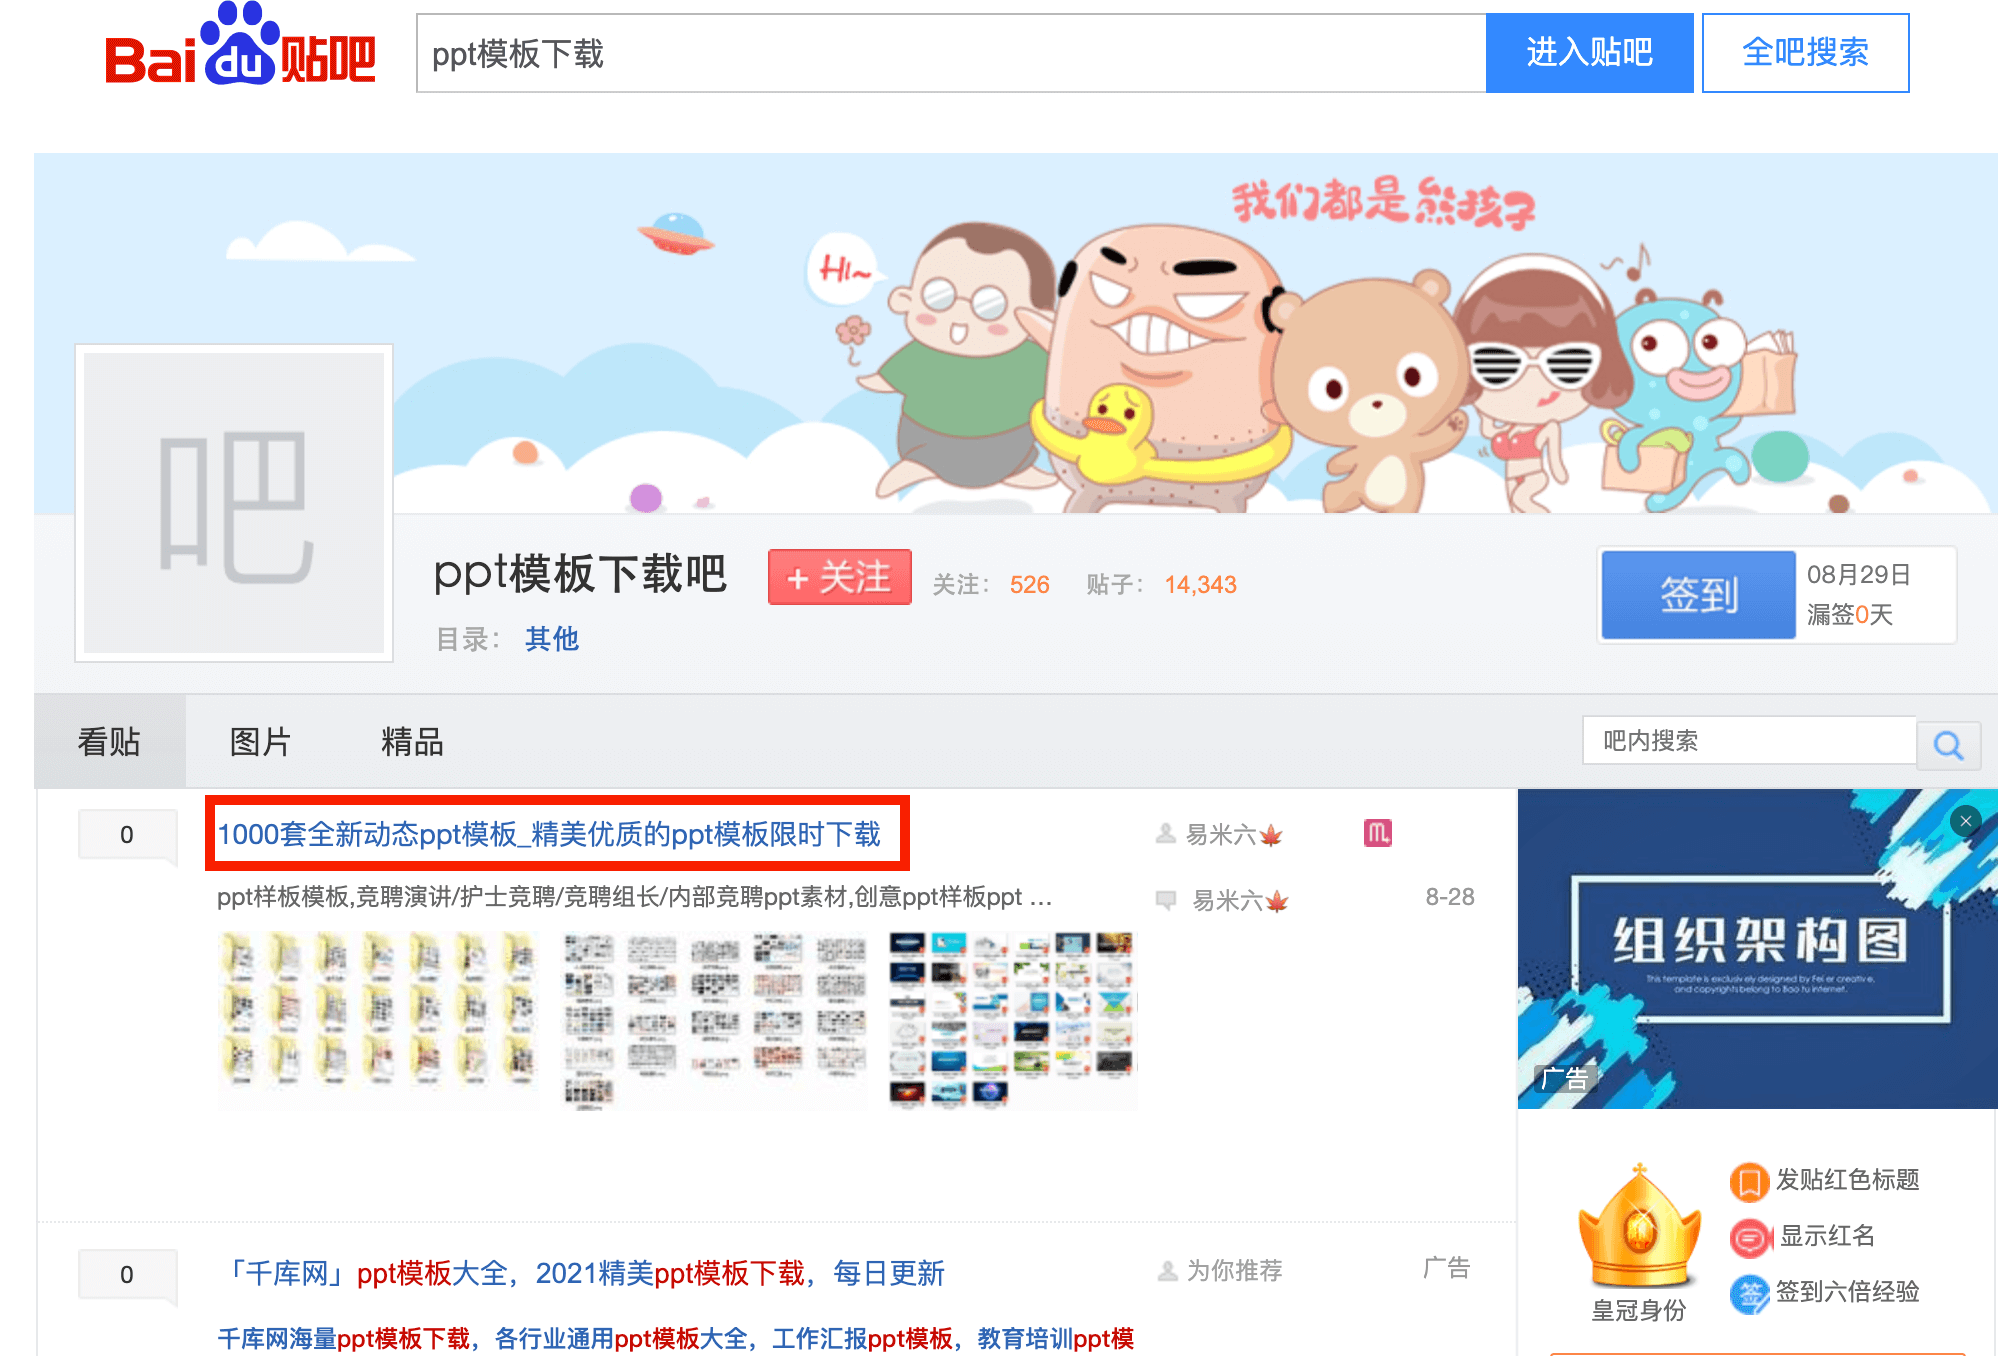 Bai du 贴吧
ppt模板下载
进入贴吧
全吧搜索
我们都是熊孩子
Hi~
吧
ppt模板下载吧
+ 关注
关注： 526 贴子： 14,343
目录： 其他
签到
08月29日
漏签0天
看贴
图片
精品
吧内搜索
0
1000套全新动态ppt模板_精美优质的ppt模板限时下载
易米六
ppt样板模板,竞聘演讲/护士竞聘/竞聘组长/内部竞聘ppt素材,创意ppt样板ppt ...
易米六
8-28
组织架构图
This template is exclusively designed by Fei er creative,
and copyrights belong to Bao tu internet.
广告
发贴红色标题
显示红名
签到六倍经验
皇冠身份
0
「千库网」ppt模板大全，2021精美ppt模板下载，每日更新
为你推荐
广告
千库网海量ppt模板下载，各行业通用ppt模板大全，工作汇报ppt模板，教育培训ppt模